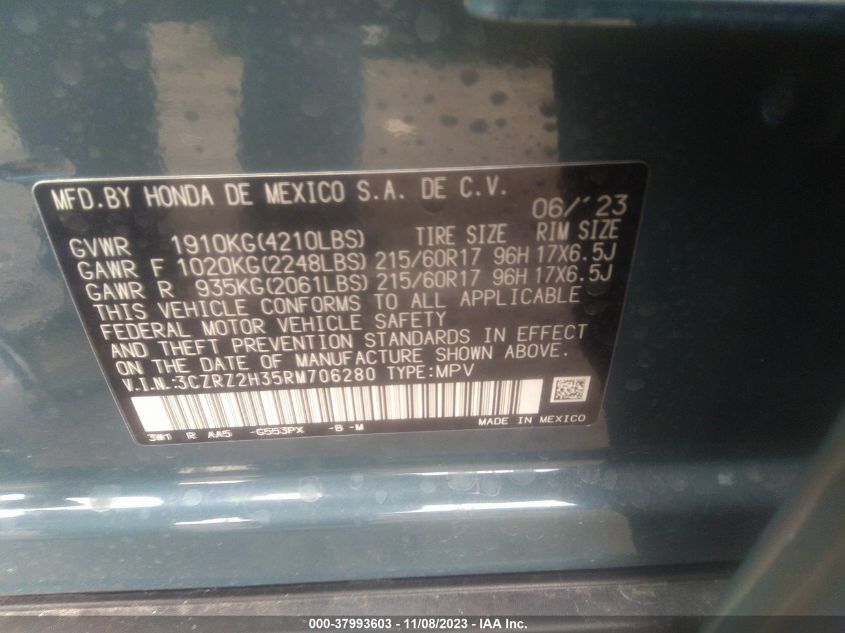 MFD.BY HONDA DE MEXICO S.A. DE C.V.
06/'23
GVWR 1910KG(4210LBS) TIRE SIZE RIM SIZE
GAWR F 1020KG(2248LBS) 215/60R17 96H 17X6.5J
GAWR R 935KG(2061LBS) 215/60R17 96H 17X6.5J
THIS VEHICLE CONFORMS TO ALL APPLICABLE
FEDERAL MOTOR VEHICLE SAFETY
AND THEFT PREVENTION STANDARDS IN EFFECT
ON THE DATE OF MANUFACTURE SHOWN ABOVE.
V.I.N.:3CZRZ2H35RM706280 TYPE:MPV
3W1 R AA5 -G553PX -B -M MADE IN MEXICO
000-37993603 — 11/08/2023 — IAA Inc.